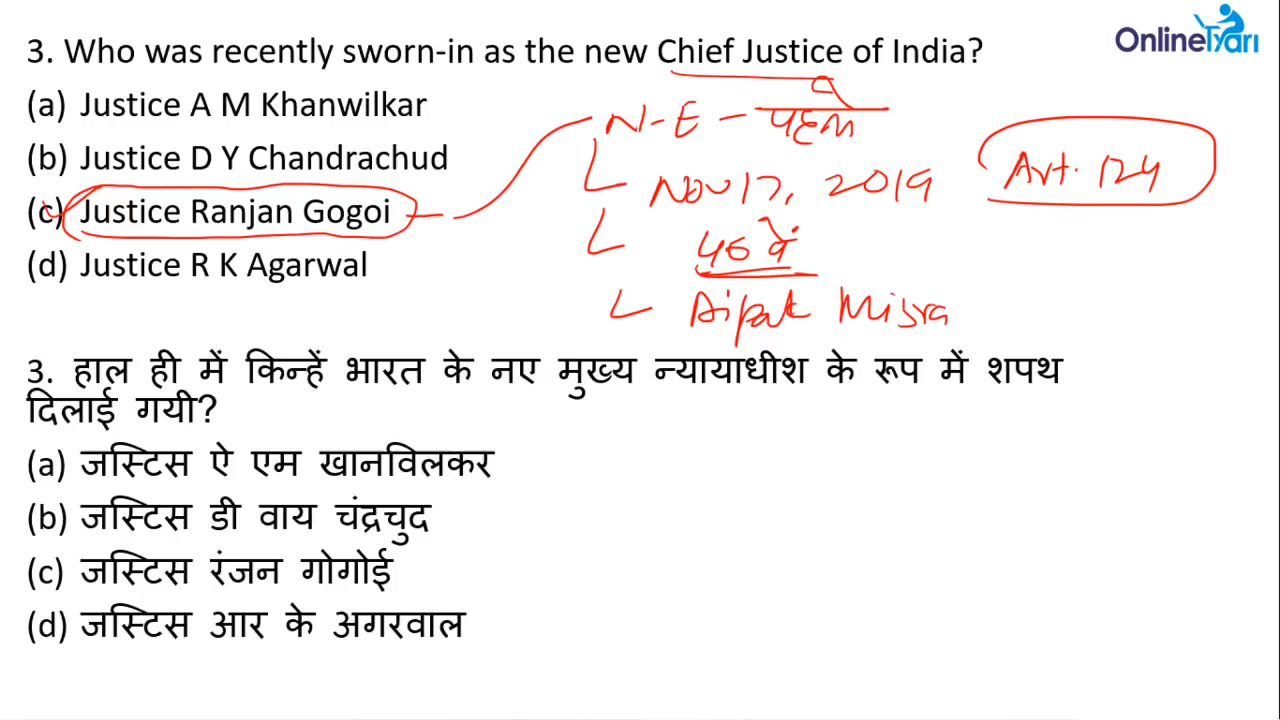 OnlineTyari
3. Who was recently sworn-in as the new Chief Justice of India?
(a) Justice A M Khanwilkar
(b) Justice D Y Chandrachud
(c) Justice Ranjan Gogoi
(d) Justice R K Agarwal
N-E - पहले
Nov 17, 2019
46 वें
Dipak Misra
Art. 124
3. हाल ही में किन्हें भारत के नए मुख्य न्यायाधीश के रूप में शपथ
दिलाई गयी?
(a) जस्टिस ऐ एम खानविलकर
(b) जस्टिस डी वाय चंद्रचुद
(c) जस्टिस रंजन गोगोई
(d) जस्टिस आर के अगरवाल